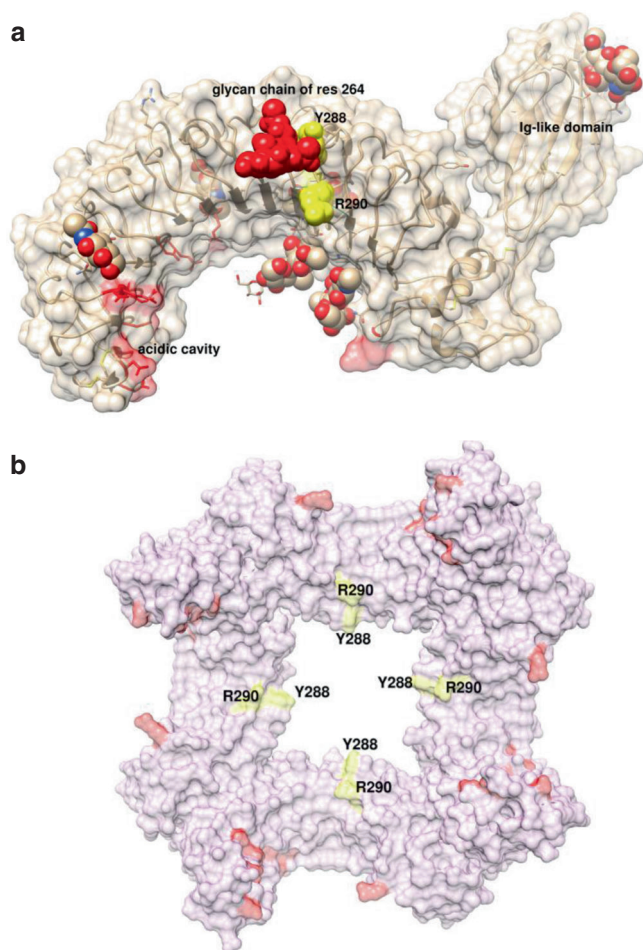 a
glycan chain of res 264
Y288
Ig-like domain
R290
acidic cavity
b
R290
Y288
R290
Y288
Y288
R290
Y288
R290